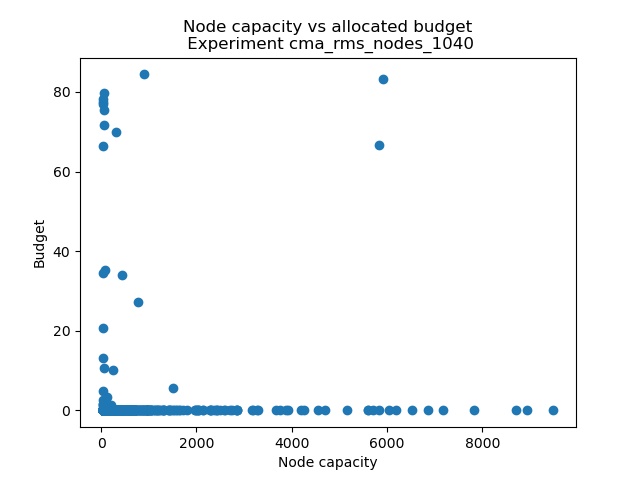 Node capacity vs allocated budget
Experiment cma_rms_nodes_1040
80
60
40
20
0
Budget
0 2000 4000 6000 8000
Node capacity